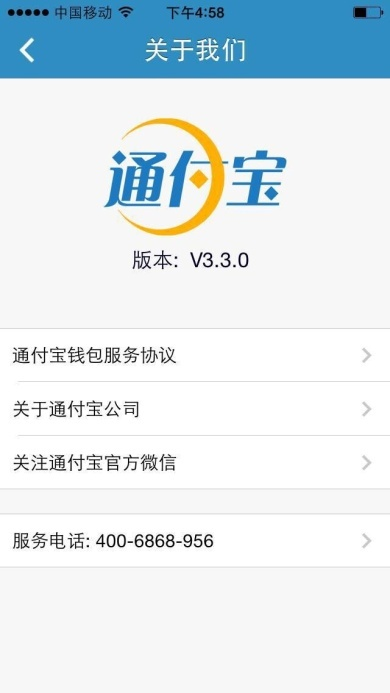 中国移动 下午4:58
关于我们
通付宝
版本: V3.3.0
通付宝钱包服务协议
关于通付宝公司
关注通付宝官方微信
服务电话: 400-6868-956